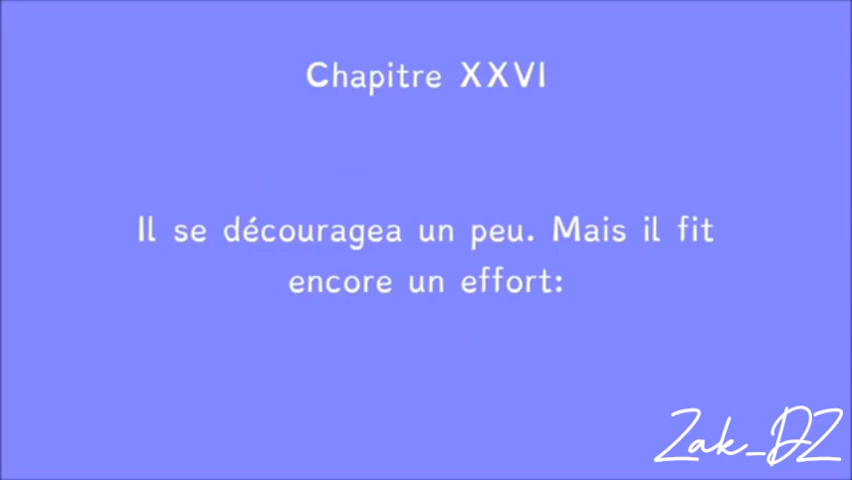 Chapitre XXVI
Il se découragea un peu. Mais il fit
encore un effort:
Zak_DZ